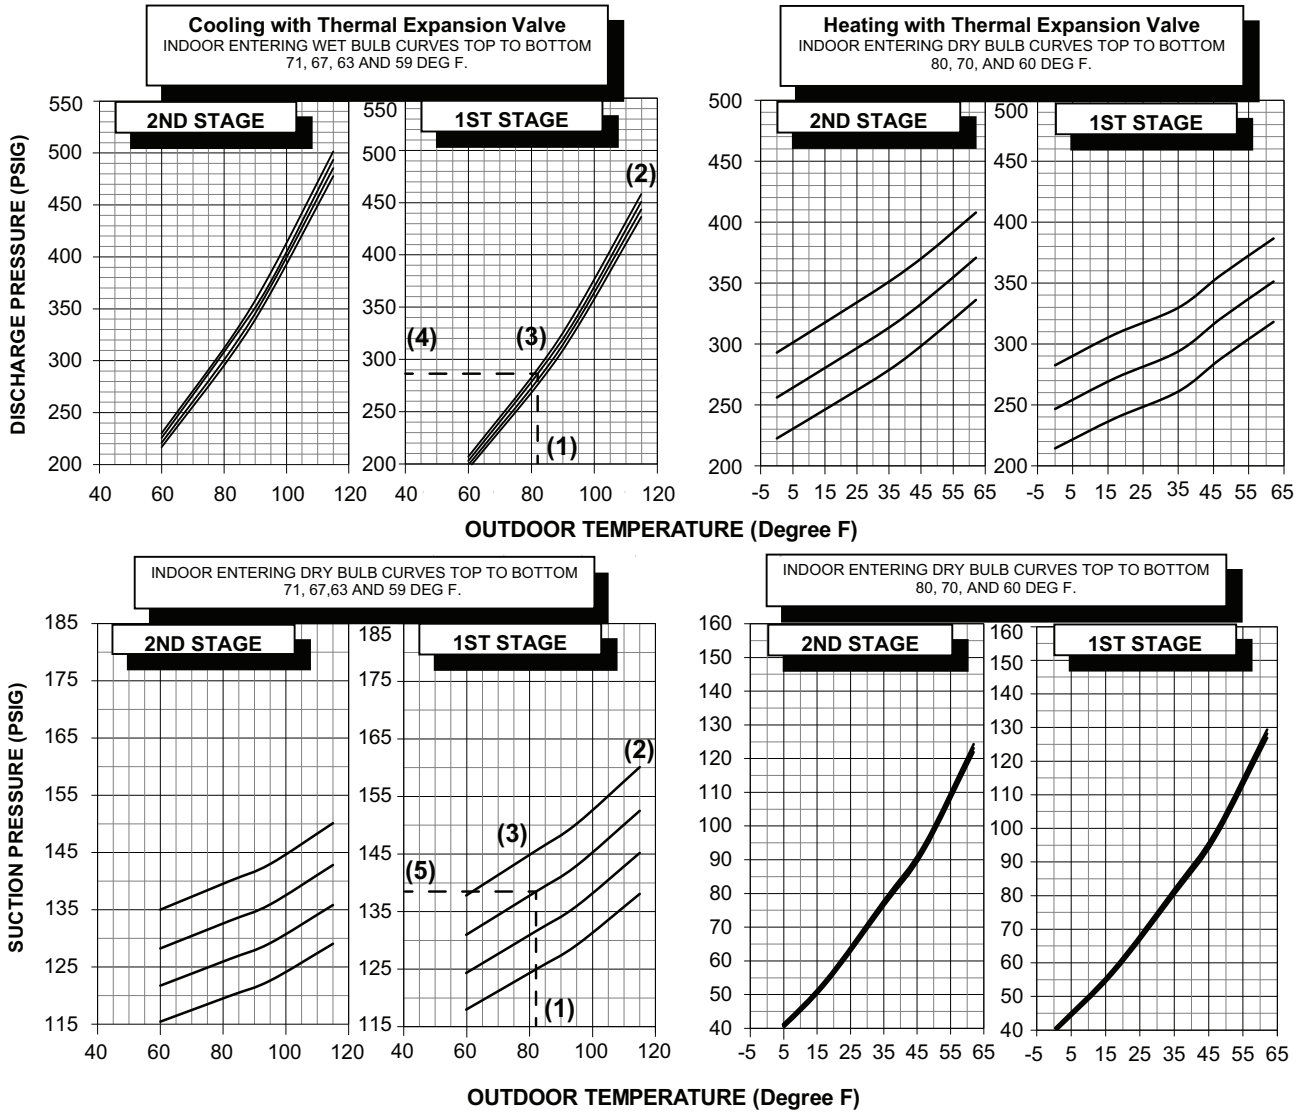 Cooling with Thermal Expansion Valve
INDOOR ENTERING WET BULB CURVES TOP TO BOTTOM
71, 67, 63 AND 59 DEG F.
Heating with Thermal Expansion Valve
INDOOR ENTERING DRY BULB CURVES TOP TO BOTTOM
80, 70, AND 60 DEG F.
DISCHARGE PRESSURE (PSIG)
2ND STAGE
550
500
450
400
350
300
250
200
40 60 80 100 120
1ST STAGE
550
500
450
400
350
300
250
200
(2)
(3)
(4)
(1)
40 60 80 100 120
2ND STAGE
500
450
400
350
300
250
200
-5 5 15 25 35 45 55 65
1ST STAGE
500
450
400
350
300
250
200
-5 5 15 25 35 45 55 65
OUTDOOR TEMPERATURE (Degree F)
INDOOR ENTERING DRY BULB CURVES TOP TO BOTTOM
71, 67,63 AND 59 DEG F.
INDOOR ENTERING DRY BULB CURVES TOP TO BOTTOM
80, 70, AND 60 DEG F.
SUCTION PRESSURE (PSIG)
2ND STAGE
185
175
165
155
145
135
125
115
40 60 80 100 120
1ST STAGE
185
175
165
155
145
135
125
115
(2)
(3)
(5)
(1)
40 60 80 100 120
2ND STAGE
160
150
140
130
120
110
100
90
80
70
60
50
40
-5 5 15 25 35 45 55 65
1ST STAGE
160
150
140
130
120
110
100
90
80
70
60
50
40
-5 5 15 25 35 45 55 65
OUTDOOR TEMPERATURE (Degree F)